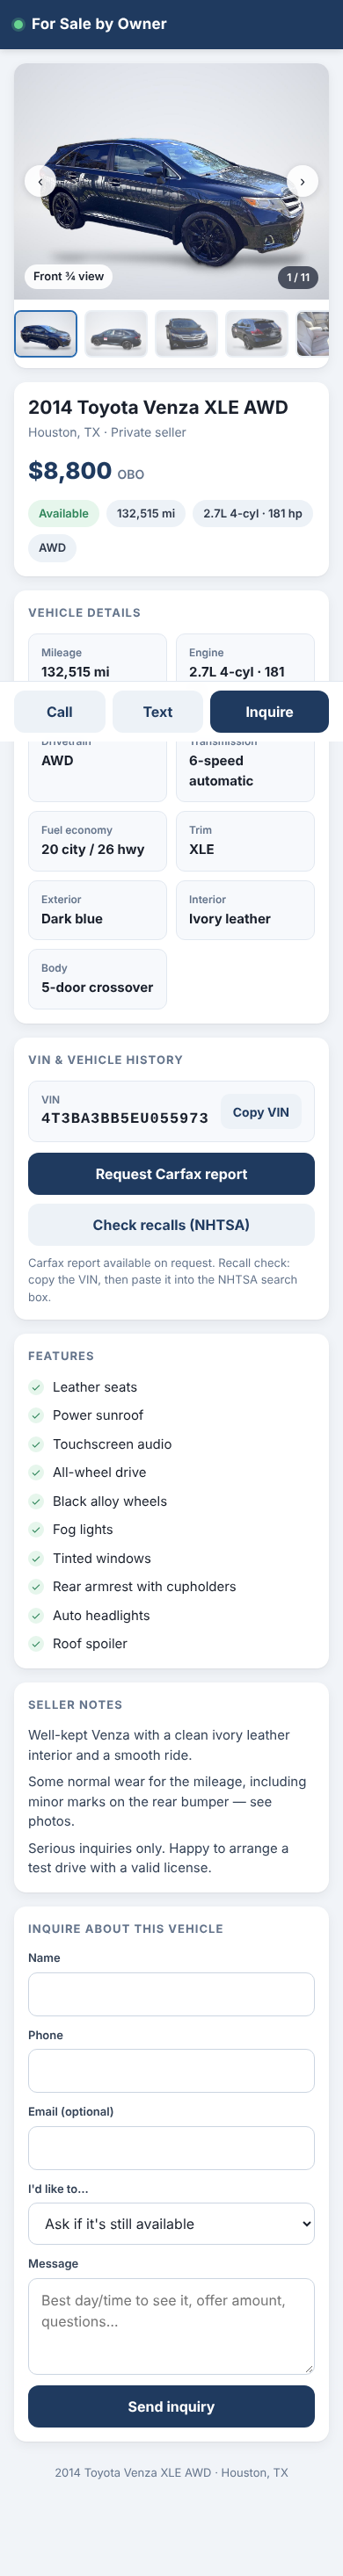 For Sale by Owner
‹
›
Front ¾ view
1 / 11
2014 Toyota Venza XLE AWD
Houston, TX · Private seller
$8,800 OBO
Available
132,515 mi
2.7L 4-cyl · 181 hp
AWD
VEHICLE DETAILS
Mileage
132,515 mi
Engine
2.7L 4-cyl · 181
Call
Text
Inquire
Drivetrain
AWD
Transmission
6-speed
automatic
Fuel economy
20 city / 26 hwy
Trim
XLE
Exterior
Dark blue
Interior
Ivory leather
Body
5-door crossover
VIN & VEHICLE HISTORY
VIN
4T3BA3BB5EU055973
Copy VIN
Request Carfax report
Check recalls (NHTSA)
Carfax report available on request. Recall check:
copy the VIN, then paste it into the NHTSA search
box.
FEATURES
Leather seats
Power sunroof
Touchscreen audio
All-wheel drive
Black alloy wheels
Fog lights
Tinted windows
Rear armrest with cupholders
Auto headlights
Roof spoiler
SELLER NOTES
Well-kept Venza with a clean ivory leather
interior and a smooth ride.
Some normal wear for the mileage, including
minor marks on the rear bumper — see
photos.
Serious inquiries only. Happy to arrange a
test drive with a valid license.
INQUIRE ABOUT THIS VEHICLE
Name
Phone
Email (optional)
I'd like to...
Ask if it's still available
Message
Best day/time to see it, offer amount,
questions...
Send inquiry
2014 Toyota Venza XLE AWD · Houston, TX